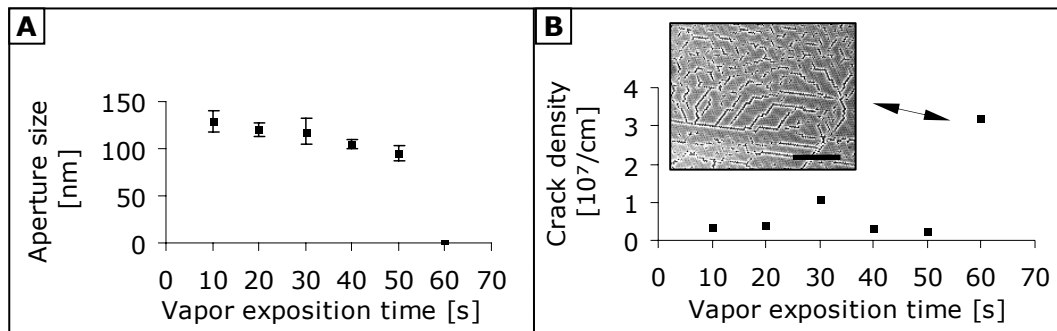 A
Aperture size
[nm]
150
100
50
0
0 10 20 30 40 50 60 70
Vapor exposition time [s]
B
Crack density
[10⁷/cm]
4
3
2
1
0
0 10 20 30 40 50 60 70
Vapor exposition time [s]